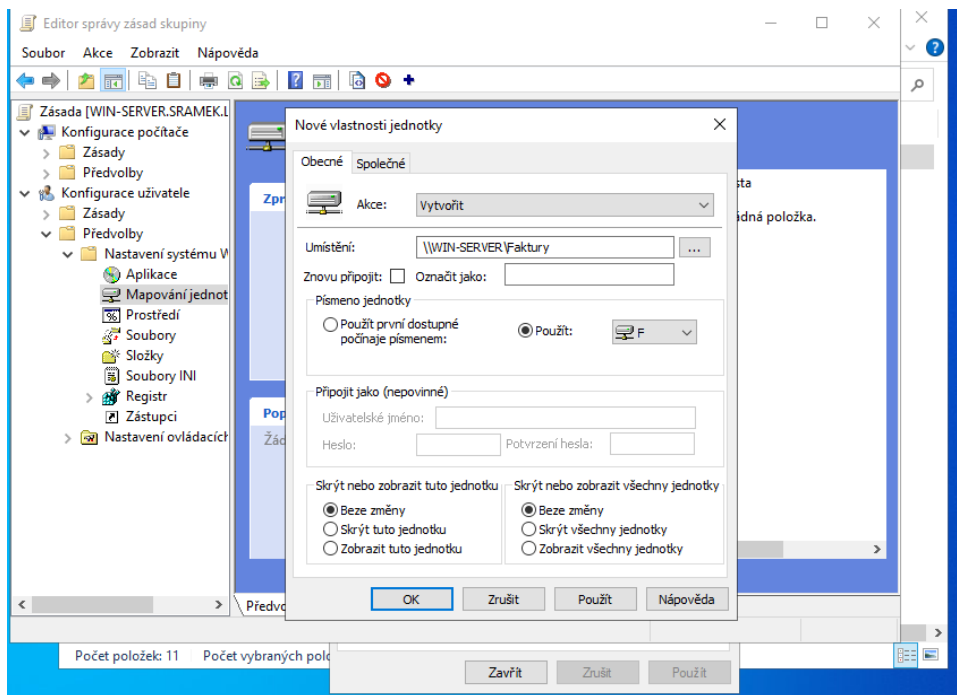 Editor správy zásad skupiny
Soubor Akce Zobrazit Nápověda
Zásada [WIN-SERVER.SRAMEK.L
Konfigurace počítače
Zásady
Předvolby
Konfigurace uživatele
Zásady
Předvolby
Nastavení systému W
Aplikace
Mapování jednot
Prostředí
Soubory
Složky
Soubory INI
Registr
Zástupci
Nastavení ovládacích
Zpr
Pop
Žád
sta
ádná položka.
Nové vlastnosti jednotky
Obecné Společné
Akce: Vytvořit
Umístění: \\WIN-SERVER\Faktury ...
Znovu připojit: Označit jako:
Písmeno jednotky
Použít první dostupné
počínaje písmenem:
Použít: F
Připojit jako (nepovinné)
Uživatelské jméno:
Heslo: Potvrzení hesla:
Skrýt nebo zobrazit tuto jednotku
Beze změny
Skrýt tuto jednotku
Zobrazit tuto jednotku
Skrýt nebo zobrazit všechny jednotky
Beze změny
Skrýt všechny jednotky
Zobrazit všechny jednotky
OK Zrušit Použít Nápověda
Předvo
Počet položek: 11 Počet vybraných polo
Zavřít Zrušit Použít